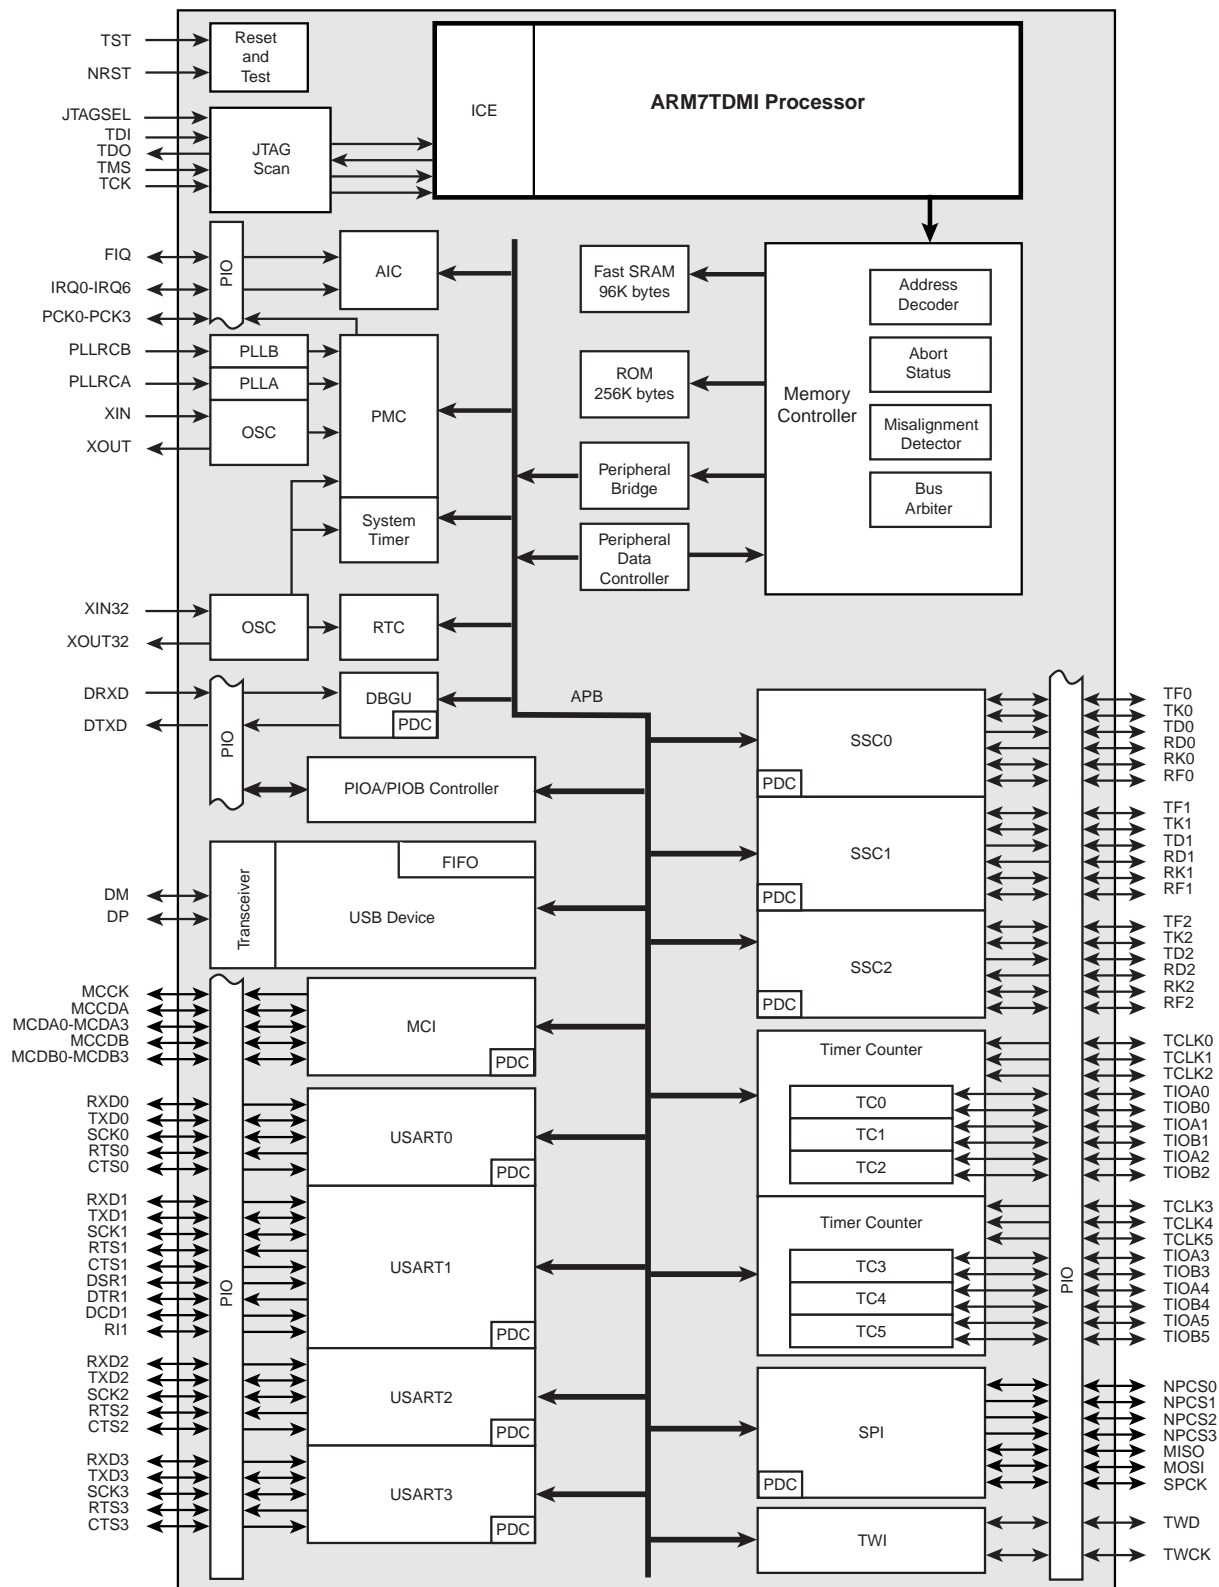 TST
NRST
Reset
and
Test
JTAGSEL
TDI
TDO
TMS
TCK
JTAG
Scan
ICE
ARM7TDMI Processor
FIQ
IRQ0-IRQ6
PCK0-PCK3
PIO
AIC
PLLRCB
PLLRCA
XIN
XOUT
PLLB
PLLA
OSC
PMC
System
Timer
XIN32
XOUT32
OSC
RTC
Fast SRAM
96K bytes
ROM
256K bytes
Peripheral
Bridge
Peripheral
Data
Controller
Memory
Controller
Address
Decoder
Abort
Status
Misalignment
Detector
Bus
Arbiter
DRXD
DTXD
PIO
DBGU
PDC
APB
PIOA/PIOB Controller
DM
DP
Transceiver
FIFO
USB Device
MCCK
MCCDA
MCDA0-MCDA3
MCCDB
MCDB0-MCDB3
MCI
PDC
RXD0
TXD0
SCK0
RTS0
CTS0
USART0
PDC
RXD1
TXD1
SCK1
RTS1
CTS1
DSR1
DTR1
DCD1
RI1
PIO
USART1
PDC
RXD2
TXD2
SCK2
RTS2
CTS2
USART2
PDC
RXD3
TXD3
SCK3
RTS3
CTS3
USART3
PDC
SSC0
PDC
TF0
TK0
TD0
RD0
RK0
RF0
SSC1
PDC
TF1
TK1
TD1
RD1
RK1
RF1
SSC2
PDC
TF2
TK2
TD2
RD2
RK2
RF2
Timer Counter
TC0
TC1
TC2
TCLK0
TCLK1
TCLK2
TIOA0
TIOB0
TIOA1
TIOB1
TIOA2
TIOB2
Timer Counter
TC3
TC4
TC5
PIO
TCLK3
TCLK4
TCLK5
TIOA3
TIOB3
TIOA4
TIOB4
TIOA5
TIOB5
SPI
PDC
NPCS0
NPCS1
NPCS2
NPCS3
MISO
MOSI
SPCK
TWI
TWD
TWCK